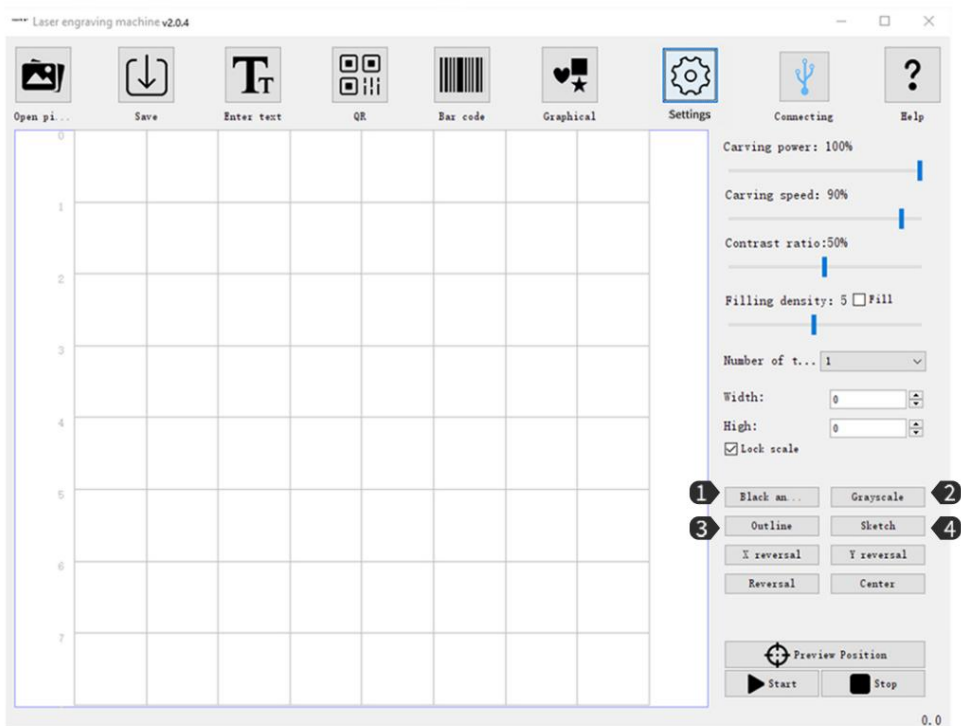 Laser engraving machine v2.0.4
Open pi... Save Enter text QR Bar code Graphical Settings Connecting Help
0
1
2
3
4
5
6
7
Carving power: 100%
Carving speed: 90%
Contrast ratio:50%
Filling density: 5 Fill
Number of t... 1
Width: 0
High: 0
Lock scale
1 Black an... Grayscale 2
3 Outline Sketch 4
X reversal Y reversal
Reversal Center
Preview Position
Start Stop
0.0